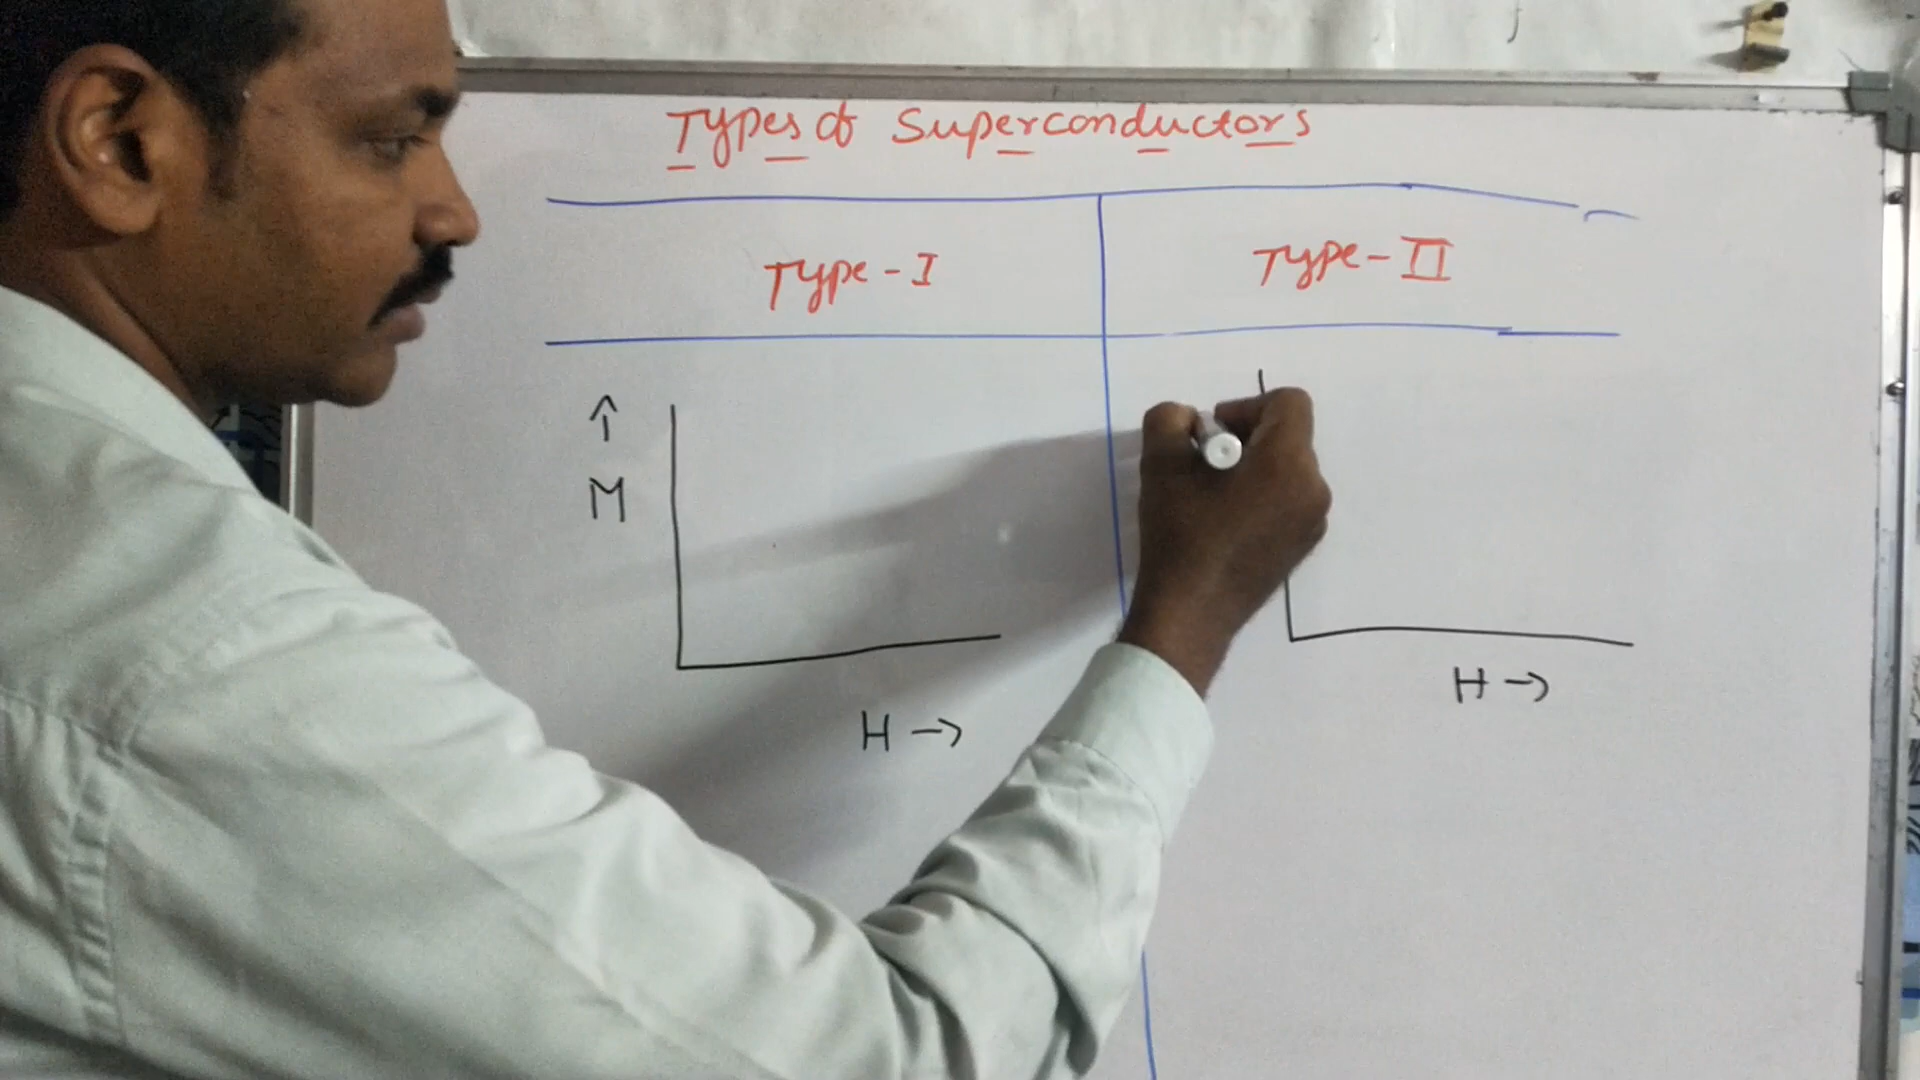 Types of Superconductors
Type-I
Type-II
↑
M
H →
H →